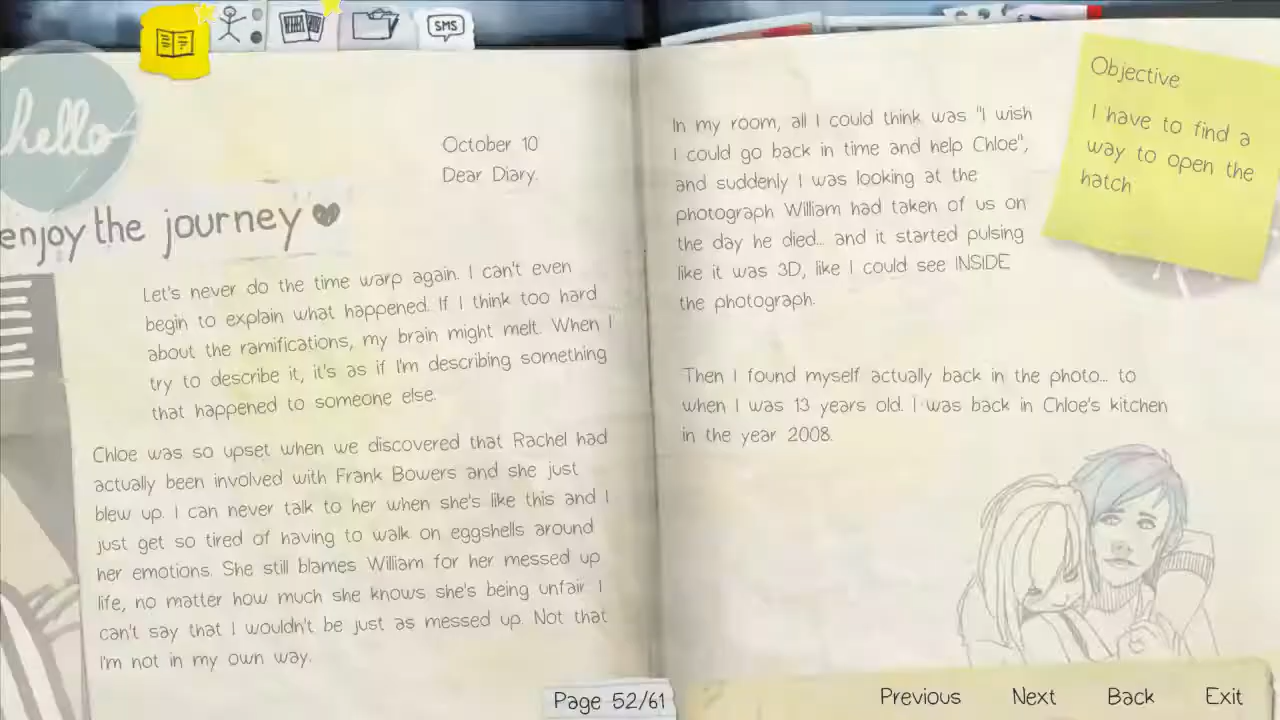 SMS
hello
enjoy the journey
October 10
Dear Diary.
Let's never do the time warp again. I can't even
begin to explain what happened. If I think too hard
about the ramifications, my brain might melt. When I
try to describe it, it's as if I'm describing something
that happened to someone else.
Chloe was so upset when we discovered that Rachel had
actually been involved with Frank Bowers and she just
blew up. I can never talk to her when she's like this and I
just get so tired of having to walk on eggshells around
her emotions. She still blames William for her messed up
life, no matter how much she knows she's being unfair. I
can't say that I wouldn't be just as messed up. Not that
I'm not in my own way.
In my room, all I could think was "I wish
I could go back in time and help Chloe",
and suddenly I was looking at the
photograph William had taken of us on
the day he died... and it started pulsing
like it was 3D, like I could see INSIDE
the photograph.
Then I found myself actually back in the photo... to
when I was 13 years old. I was back in Chloe's kitchen
in the year 2008.
Objective
I have to find a
way to open the
hatch
Page 52/61
Previous Next Back Exit